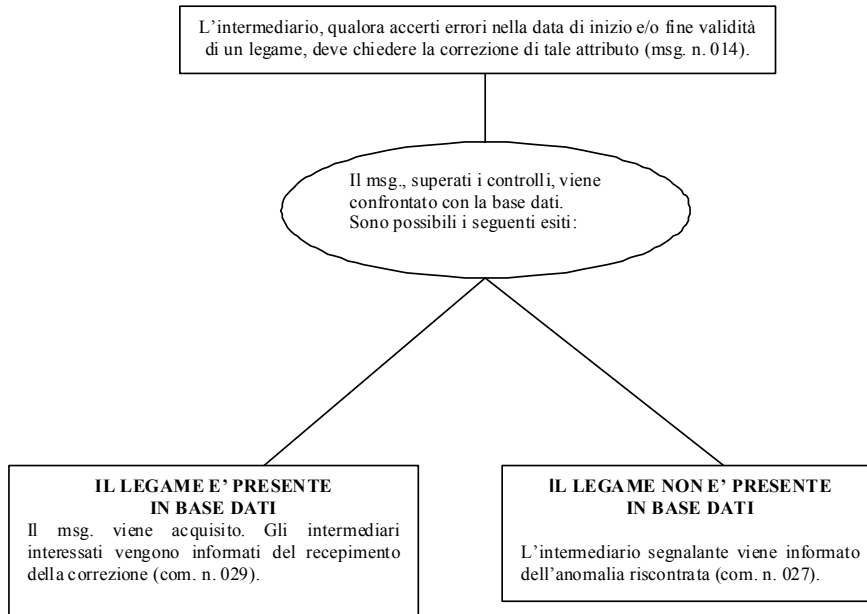 L'intermediario, qualora accerti errori nella data di inizio e/o fine validità
di un legame, deve chiedere la correzione di tale attributo (msg. n. 014).
Il msg., superati i controlli, viene
confrontato con la base dati.
Sono possibili i seguenti esiti:
IL LEGAME E' PRESENTE
IN BASE DATI
Il msg. viene acquisito. Gli intermediari
interessati vengono informati del recepimento
della correzione (com. n. 029).
IL LEGAME NON E' PRESENTE
IN BASE DATI
L'intermediario segnalante viene informato
dell'anomalia riscontrata (com. n. 027).